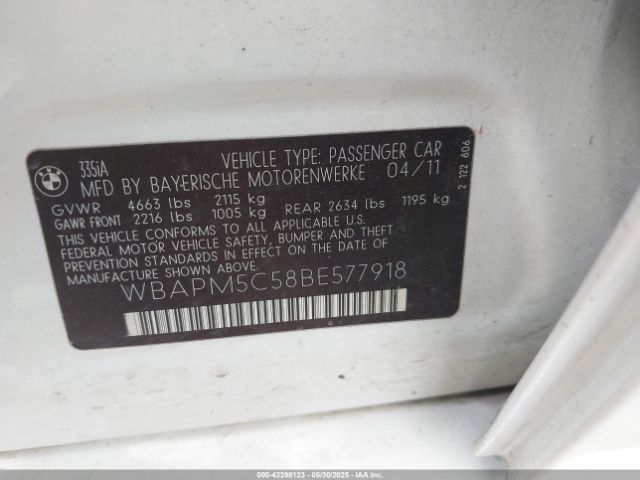 BMW
335iA
VEHICLE TYPE: PASSENGER CAR
MFD BY BAYERISCHE MOTORENWERKE 04/11
GVWR 4663 lbs 2115 kg
GAWR FRONT 2216 lbs 1005 kg REAR 2634 lbs 1195 kg
THIS VEHICLE CONFORMS TO ALL APPLICABLE U.S.
FEDERAL MOTOR VEHICLE SAFETY, BUMPER AND THEFT
PREVENTION STANDARDS IN EFFECT ON THE DATE OF
MANUFACTURE SHOWN ABOVE.
WBAPM5C58BE577918
2 122 606
000-42398123 - 05/30/2025 - IAAI.COM